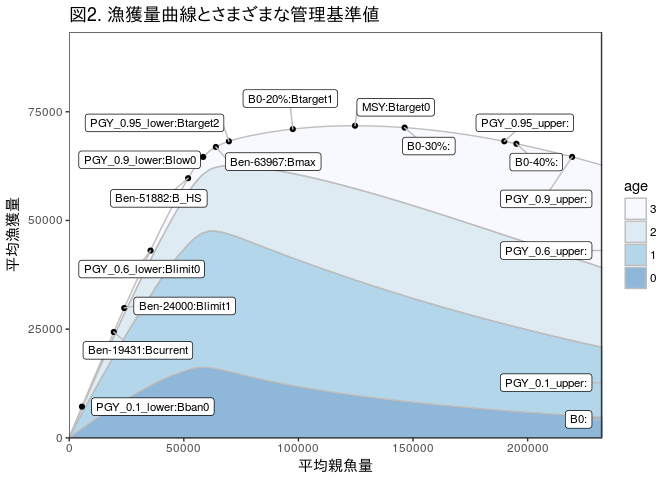 図2. 漁獲量曲線とさまざまな管理基準値
平均漁獲量
75000
50000
25000
0
B0-20%:Btarget1
MSY:Btarget0
PGY_0.95_lower:Btarget2
PGY_0.95_upper:
B0-30%:
PGY_0.9_lower:Blow0
Ben-63967:Bmax
B0-40%:
Ben-51882:B_HS
PGY_0.9_upper:
PGY_0.6_upper:
PGY_0.6_lower:Blimit0
Ben-24000:Blimit1
Ben-19431:Bcurrent
PGY_0.1_upper:
PGY_0.1_lower:Bban0
B0:
0
50000
100000
150000
200000
平均親魚量
age
3
2
1
0